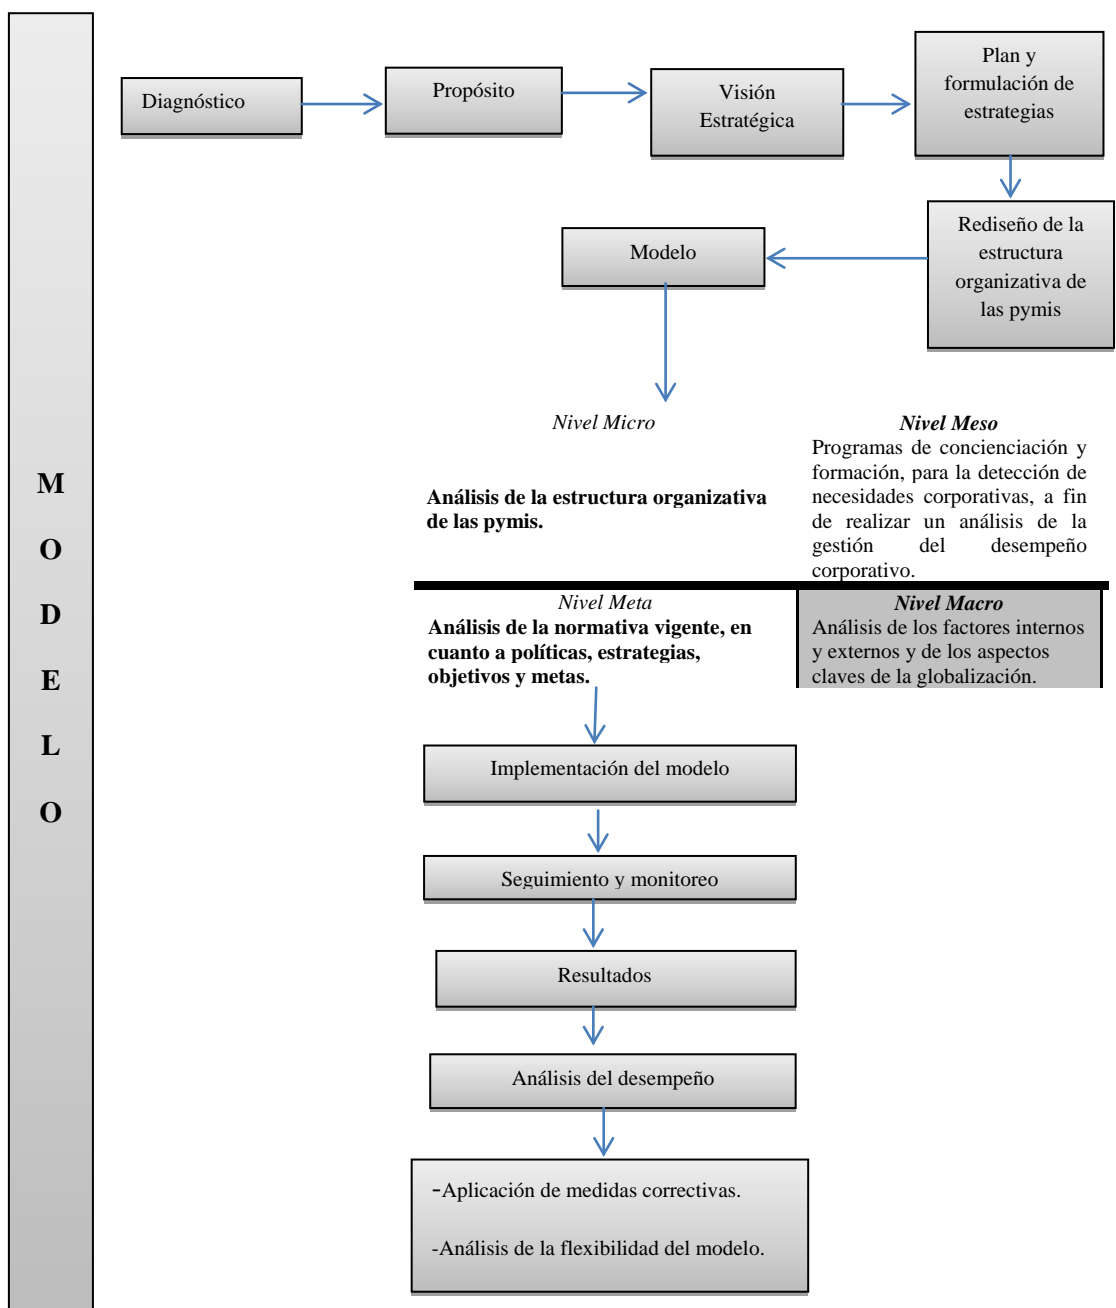 Diagnóstico
Propósito
Visión
Estratégica
Plan y
formulación de
estrategias
Rediseño de la
estructura
organizativa de
las pymis
Modelo
M
O
D
E
L
O
Nivel Micro
Análisis de la estructura organizativa
de las pymis.
Nivel Meso
Programas de concienciación y
formación, para la detección de
necesidades corporativas, a fin
de realizar un análisis de la
gestión del desempeño
corporativo.
Nivel Meta
Análisis de la normativa vigente, en
cuanto a políticas, estrategias,
objetivos y metas.
Nivel Macro
Análisis de los factores internos
y externos y de los aspectos
claves de la globalización.
Implementación del modelo
Seguimiento y monitoreo
Resultados
Análisis del desempeño
-Aplicación de medidas correctivas.
-Análisis de la flexibilidad del modelo.